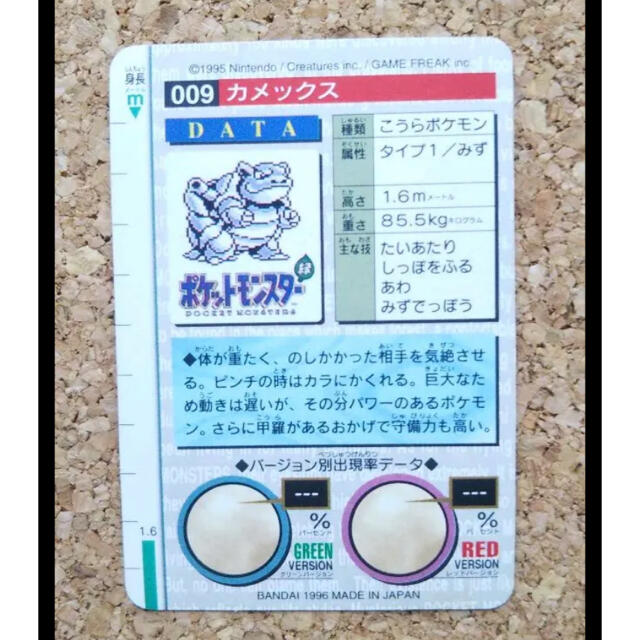 ©1995 Nintendo / Creatures inc. / GAME FREAK inc.
身長
m
009 カメックス
DATA
種類 こうらポケモン
属性 タイプ1/みず
高さ 1.6mメートル
重さ 85.5kgキログラム
主な技 たいあたり
しっぽをふる
あわ
みずでっぽう
ポケットモンスター緑
POCKET MONSTERS
◆体が重たく、のしかかった相手を気絶させ
る。ピンチの時はカラにかくれる。巨大なな
め動きは遅いが、その分パワーのあるポケモ
ン。さらに甲羅があるおかげで守備力も高い。
◆バージョン別出現率データ◆
---
%
パーセント
GREEN
VERSION
グリーンバージョン
---
%
パーセント
RED
VERSION
レッドバージョン
1.6
BANDAI 1996 MADE IN JAPAN